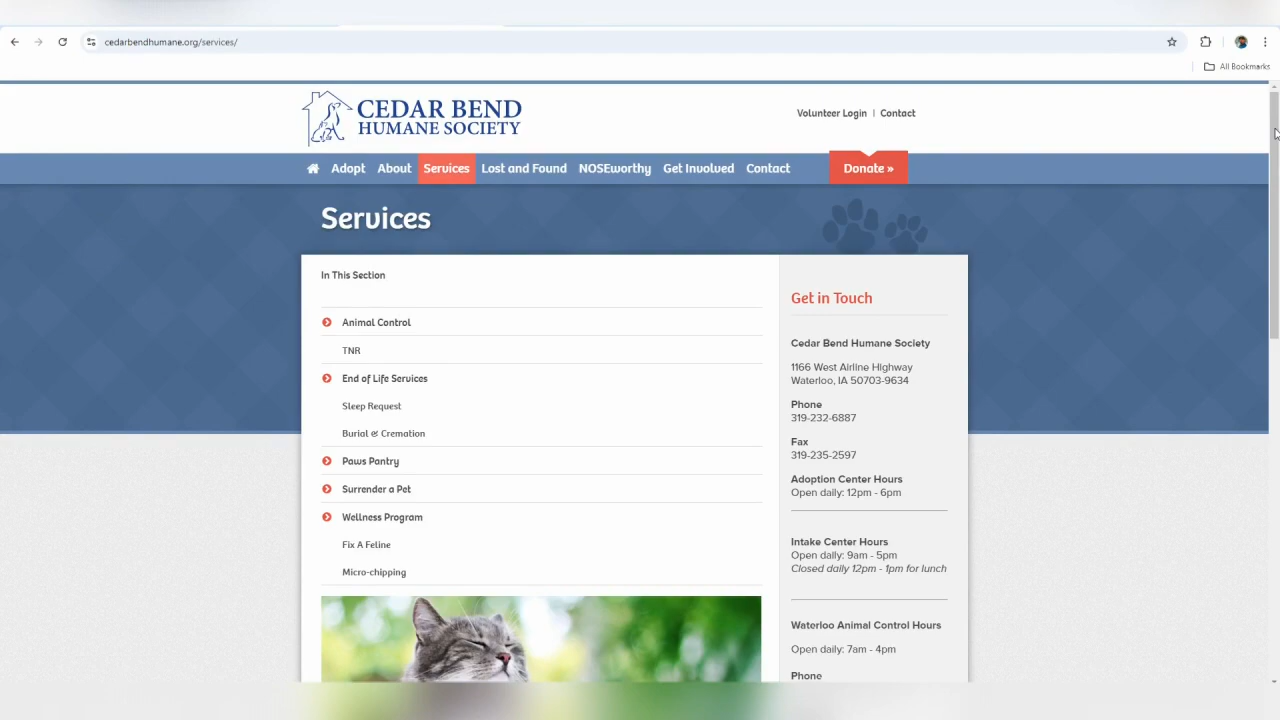 cedarbendhumane.org/services/
All Bookmarks
CEDAR BEND
HUMANE SOCIETY
Volunteer Login | Contact
Adopt About Services Lost and Found NOSEworthy Get Involved Contact Donate »
Services
In This Section
Animal Control
TNR
End of Life Services
Sleep Request
Burial & Cremation
Paws Pantry
Surrender a Pet
Wellness Program
Fix A Feline
Micro-chipping
Get in Touch
Cedar Bend Humane Society
1166 West Airline Highway
Waterloo, IA 50703-9634
Phone
319-232-6887
Fax
319-235-2597
Adoption Center Hours
Open daily: 12pm - 6pm
Intake Center Hours
Open daily: 9am - 5pm
Closed daily 12pm - 1pm for lunch
Waterloo Animal Control Hours
Open daily: 7am - 4pm
Phone